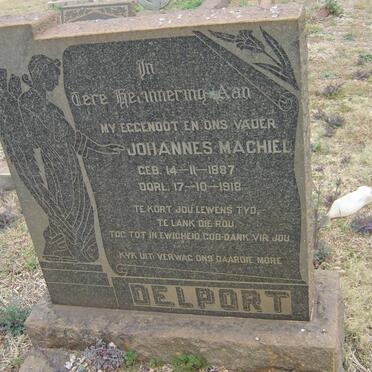 In
Tere Herinnering Aan
MY EGGENOOT EN ONS VADER
JOHANNES MACHIEL
GEB. 14-11-1887
OORL. 17-10-1918
TE KORT JOU LEWENS TYD,
TE LANK DIE ROU,
TOG TOT IN EWIGHEID GOD DANK VIR JOU
KYK UIT VERWAG ONS DAARDIE MORE
DELPORT